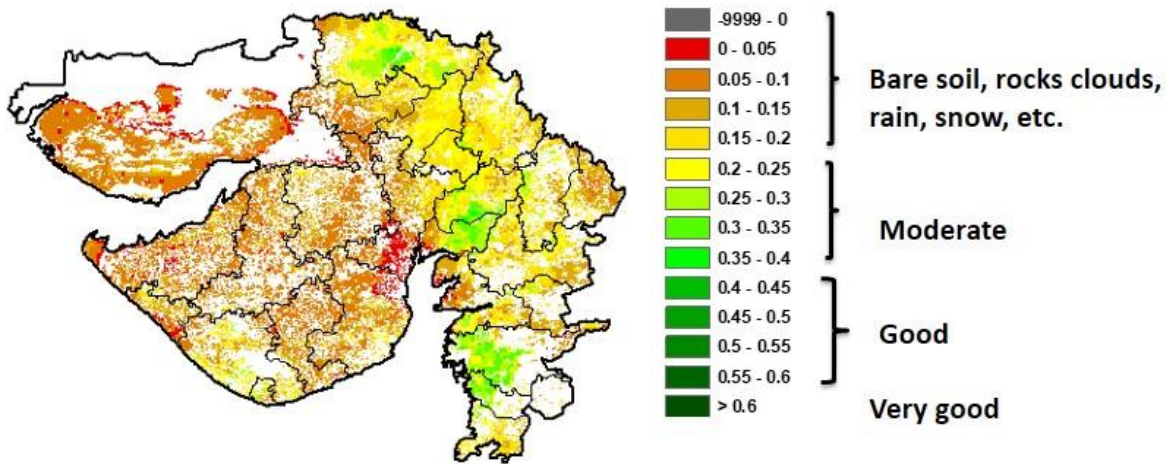 -9999 - 0
0 - 0.05
0.05 - 0.1
0.1 - 0.15
0.15 - 0.2
0.2 - 0.25
0.25 - 0.3
0.3 - 0.35
0.35 - 0.4
0.4 - 0.45
0.45 - 0.5
0.5 - 0.55
0.55 - 0.6
> 0.6
Bare soil, rocks clouds,
rain, snow, etc.
Moderate
Good
Very good